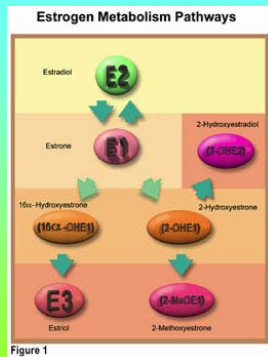 Estrogen Metabolism Pathways
Estradiol
E2
2-Hydroxyestradiol
Estrone
E1
(2-OHE2)
16α-Hydroxyestrone
2-Hydroxyestrone
(16α-OHE1)
(2-OHE1)
E3
(2-MeOE1)
Estriol
2-Methoxyestrone
Figure 1